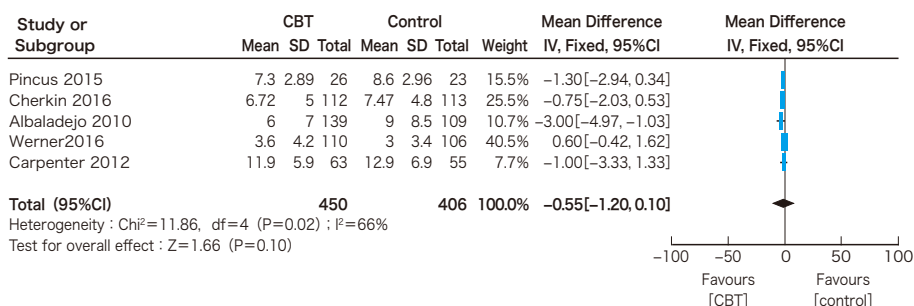 Study or Subgroup CBT Control Mean Difference Mean Difference
Mean SD Total Mean SD Total Weight IV, Fixed, 95%CI IV, Fixed, 95%CI
Pincus 2015 7.3 2.89 26 8.6 2.96 23 15.5% −1.30[−2.94, 0.34]
Cherkin 2016 6.72 5 112 7.47 4.8 113 25.5% −0.75[−2.03, 0.53]
Albaladejo 2010 6 7 139 9 8.5 109 10.7% −3.00[−4.97, −1.03]
Werner2016 3.6 4.2 110 3 3.4 106 40.5% 0.60[−0.42, 1.62]
Carpenter 2012 11.9 5.9 63 12.9 6.9 55 7.7% −1.00[−3.33, 1.33]
Total (95%CI) 450 406 100.0% −0.55[−1.20, 0.10]
Heterogeneity：Chi²＝11.86, df＝4（P＝0.02）；I²＝66%
Test for overall effect：Z＝1.66（P＝0.10）
−100 −50 0 50 100
Favours [CBT] Favours [control]